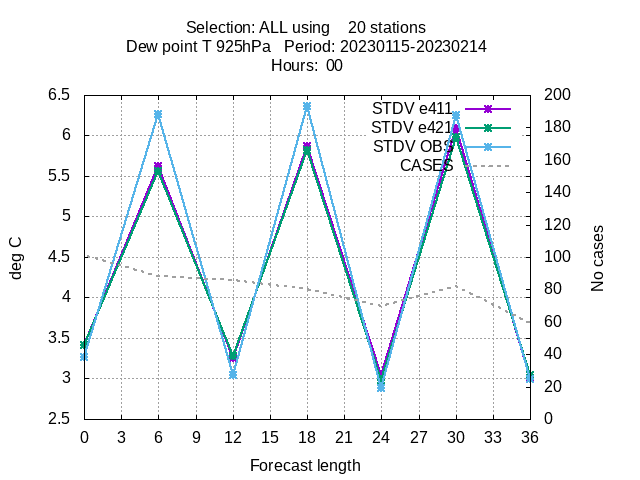 Selection: ALL using 20 stations
Dew point T 925hPa Period: 20230115-20230214
Hours: 00
STDV e411
STDV e421
STDV OBS
CASES
deg C
6.5
6
5.5
5
4.5
4
3.5
3
2.5
200
180
160
140
120
100
80
60
40
20
0
No cases
0 3 6 9 12 15 18 21 24 27 30 33 36
Forecast length